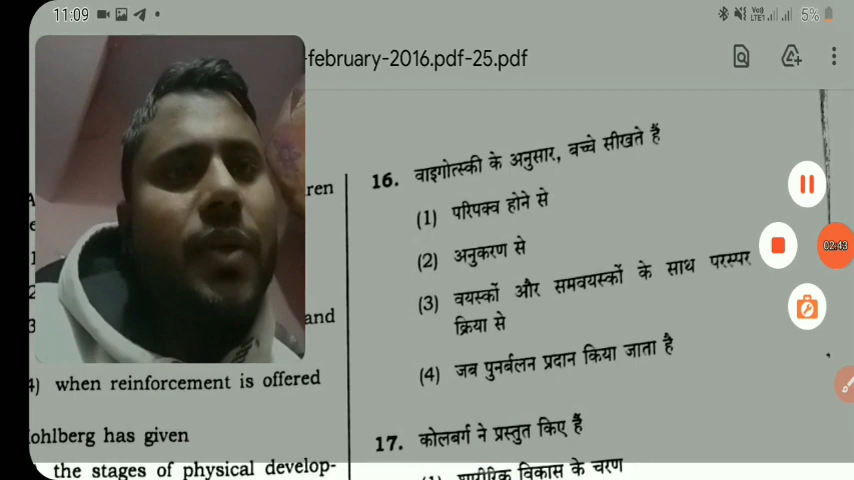 11:09
5%
-february-2016.pdf-25.pdf
ren
and
4) when reinforcement is offered
ohlberg has given
the stages of physical develop-
16. वाइगोत्स्की के अनुसार, बच्चे सीखते हैं
(1) परिपक्व होने से
(2) अनुकरण से
(3) वयस्कों और समवयस्कों के साथ परस्पर
क्रिया से
(4) जब पुनर्बलन प्रदान किया जाता है
17. कोलबर्ग ने प्रस्तुत किए हैं
(1) शारीरिक विकास के चरण
02:43